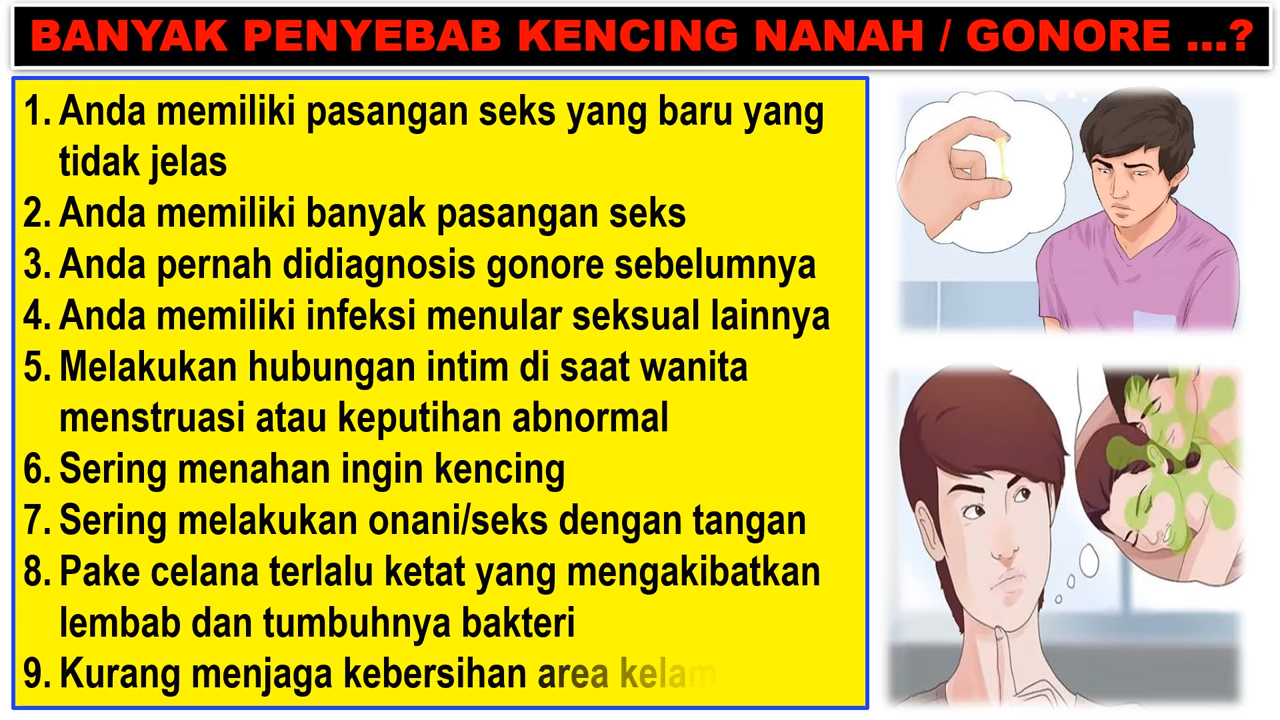 BANYAK PENYEBAB KENCING NANAH / GONORE ...?
1. Anda memiliki pasangan seks yang baru yang
tidak jelas
2. Anda memiliki banyak pasangan seks
3. Anda pernah didiagnosis gonore sebelumnya
4. Anda memiliki infeksi menular seksual lainnya
5. Melakukan hubungan intim di saat wanita
menstruasi atau keputihan abnormal
6. Sering menahan ingin kencing
7. Sering melakukan onani/seks dengan tangan
8. Pake celana terlalu ketat yang mengakibatkan
lembab dan tumbuhnya bakteri
9. Kurang menjaga kebersihan area kelam